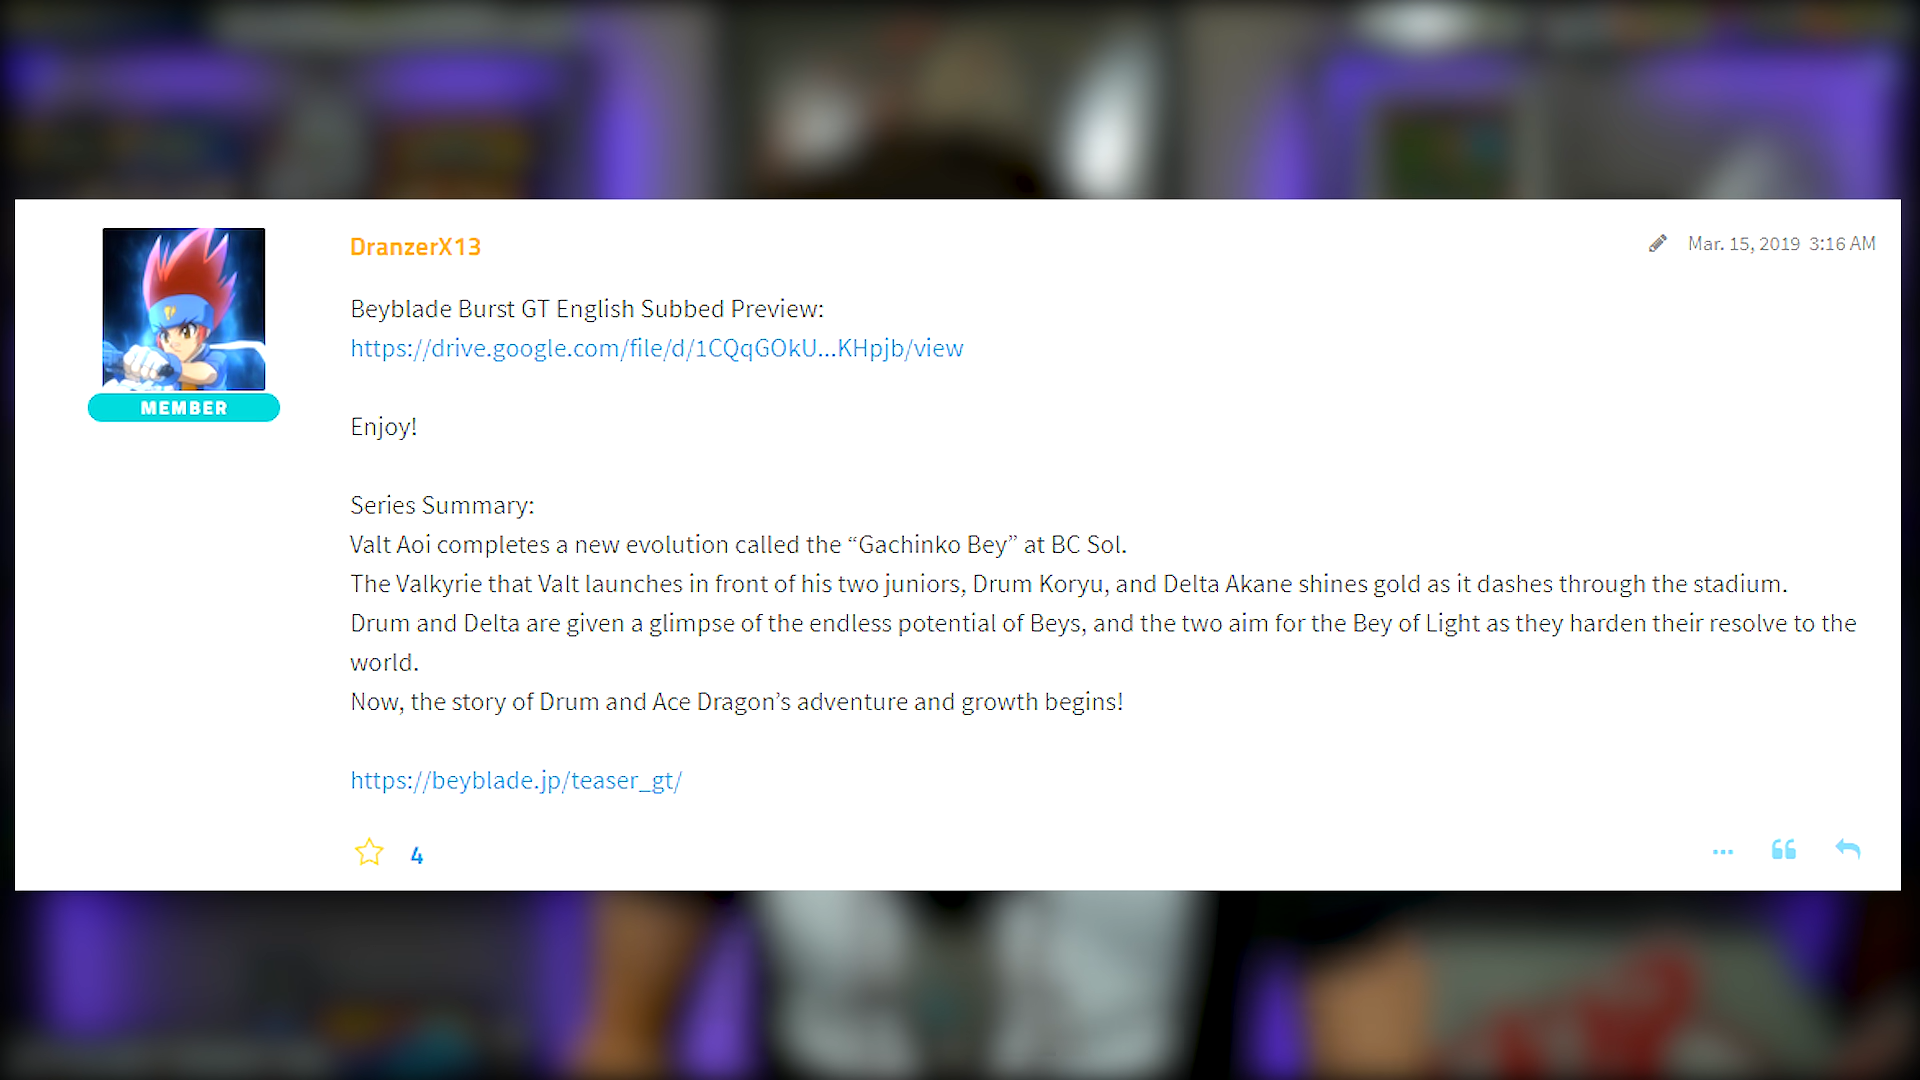 DranzerX13
Mar. 15, 2019 3:16 AM
MEMBER
Beyblade Burst GT English Subbed Preview:
https://drive.google.com/file/d/1CQqGOkU...KHpjb/view
Enjoy!
Series Summary:
Valt Aoi completes a new evolution called the “Gachinko Bey” at BC Sol.
The Valkyrie that Valt launches in front of his two juniors, Drum Koryu, and Delta Akane shines gold as it dashes through the stadium.
Drum and Delta are given a glimpse of the endless potential of Beys, and the two aim for the Bey of Light as they harden their resolve to the
world.
Now, the story of Drum and Ace Dragon’s adventure and growth begins!
https://beyblade.jp/teaser_gt/
4